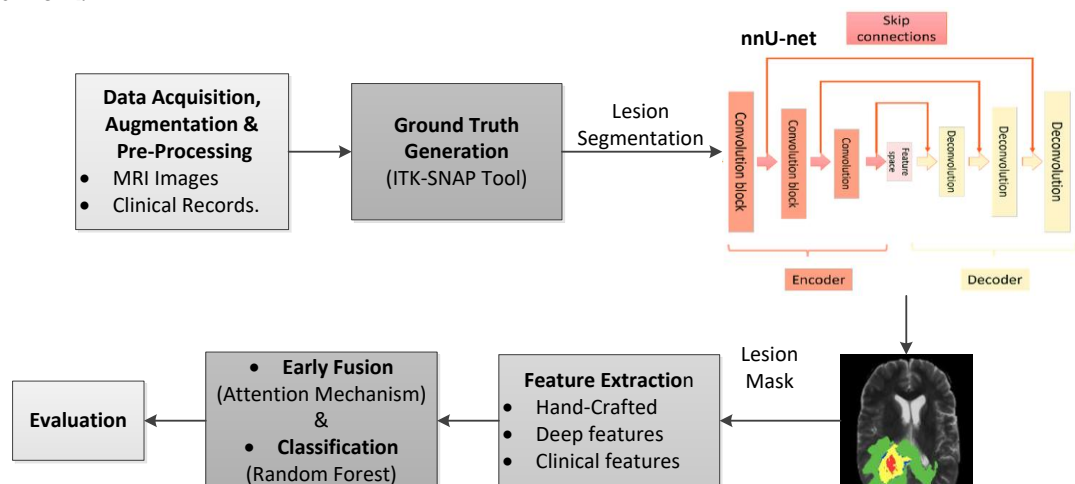 nnU-net
Skip
connections
Data Acquisition,
Augmentation &
Pre-Processing
• MRI Images
• Clinical Records.
Ground Truth
Generation
(ITK-SNAP Tool)
Lesion
Segmentation
Convolution block
Convolution block
Convolution
Feature
space
Deconvolution
Deconvolution
Deconvolution
Encoder
Decoder
Lesion
Mask
Feature Extraction
• Hand-Crafted
• Deep features
• Clinical features
• Early Fusion
(Attention Mechanism)
&
• Classification
(Random Forest)
Evaluation